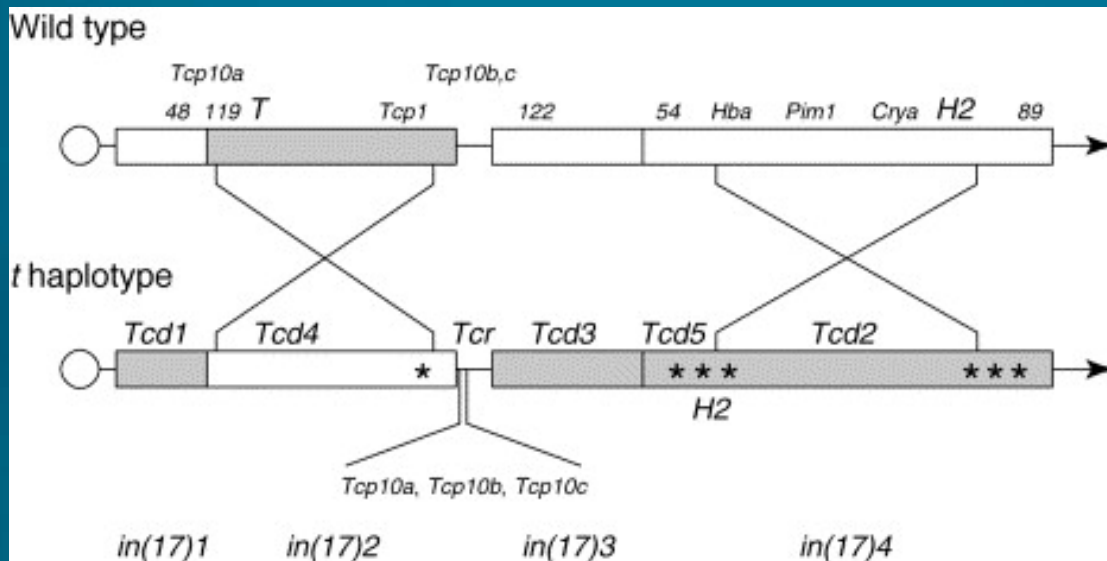 Wild type
Tcp10a Tcp10b,c
48 119 T Tcp1 122 54 Hba Pim1 Crya H2 89
t haplotype
Tcd1 Tcd4 Tcr Tcd3 Tcd5 Tcd2
* * * * * * *
H2
Tcp10a, Tcp10b, Tcp10c
in(17)1 in(17)2 in(17)3 in(17)4